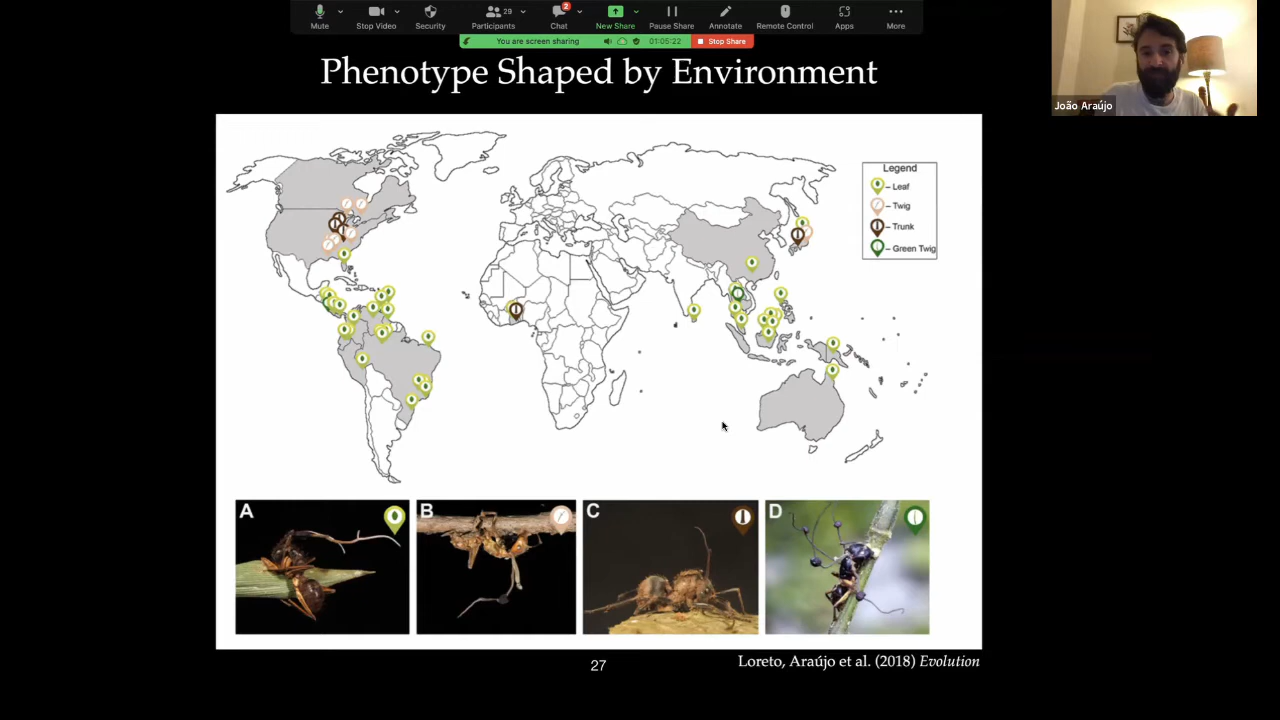 29
2
Mute
Stop Video
Security
Participants
Chat
New Share
Pause Share
Annotate
Remote Control
Apps
More
You are screen sharing
01:05:22
Stop Share
Phenotype Shaped by Environment
João Araújo
Legend
– Leaf
– Twig
– Trunk
– Green Twig
A
B
C
D
27
Loreto, Araújo et al. (2018) Evolution